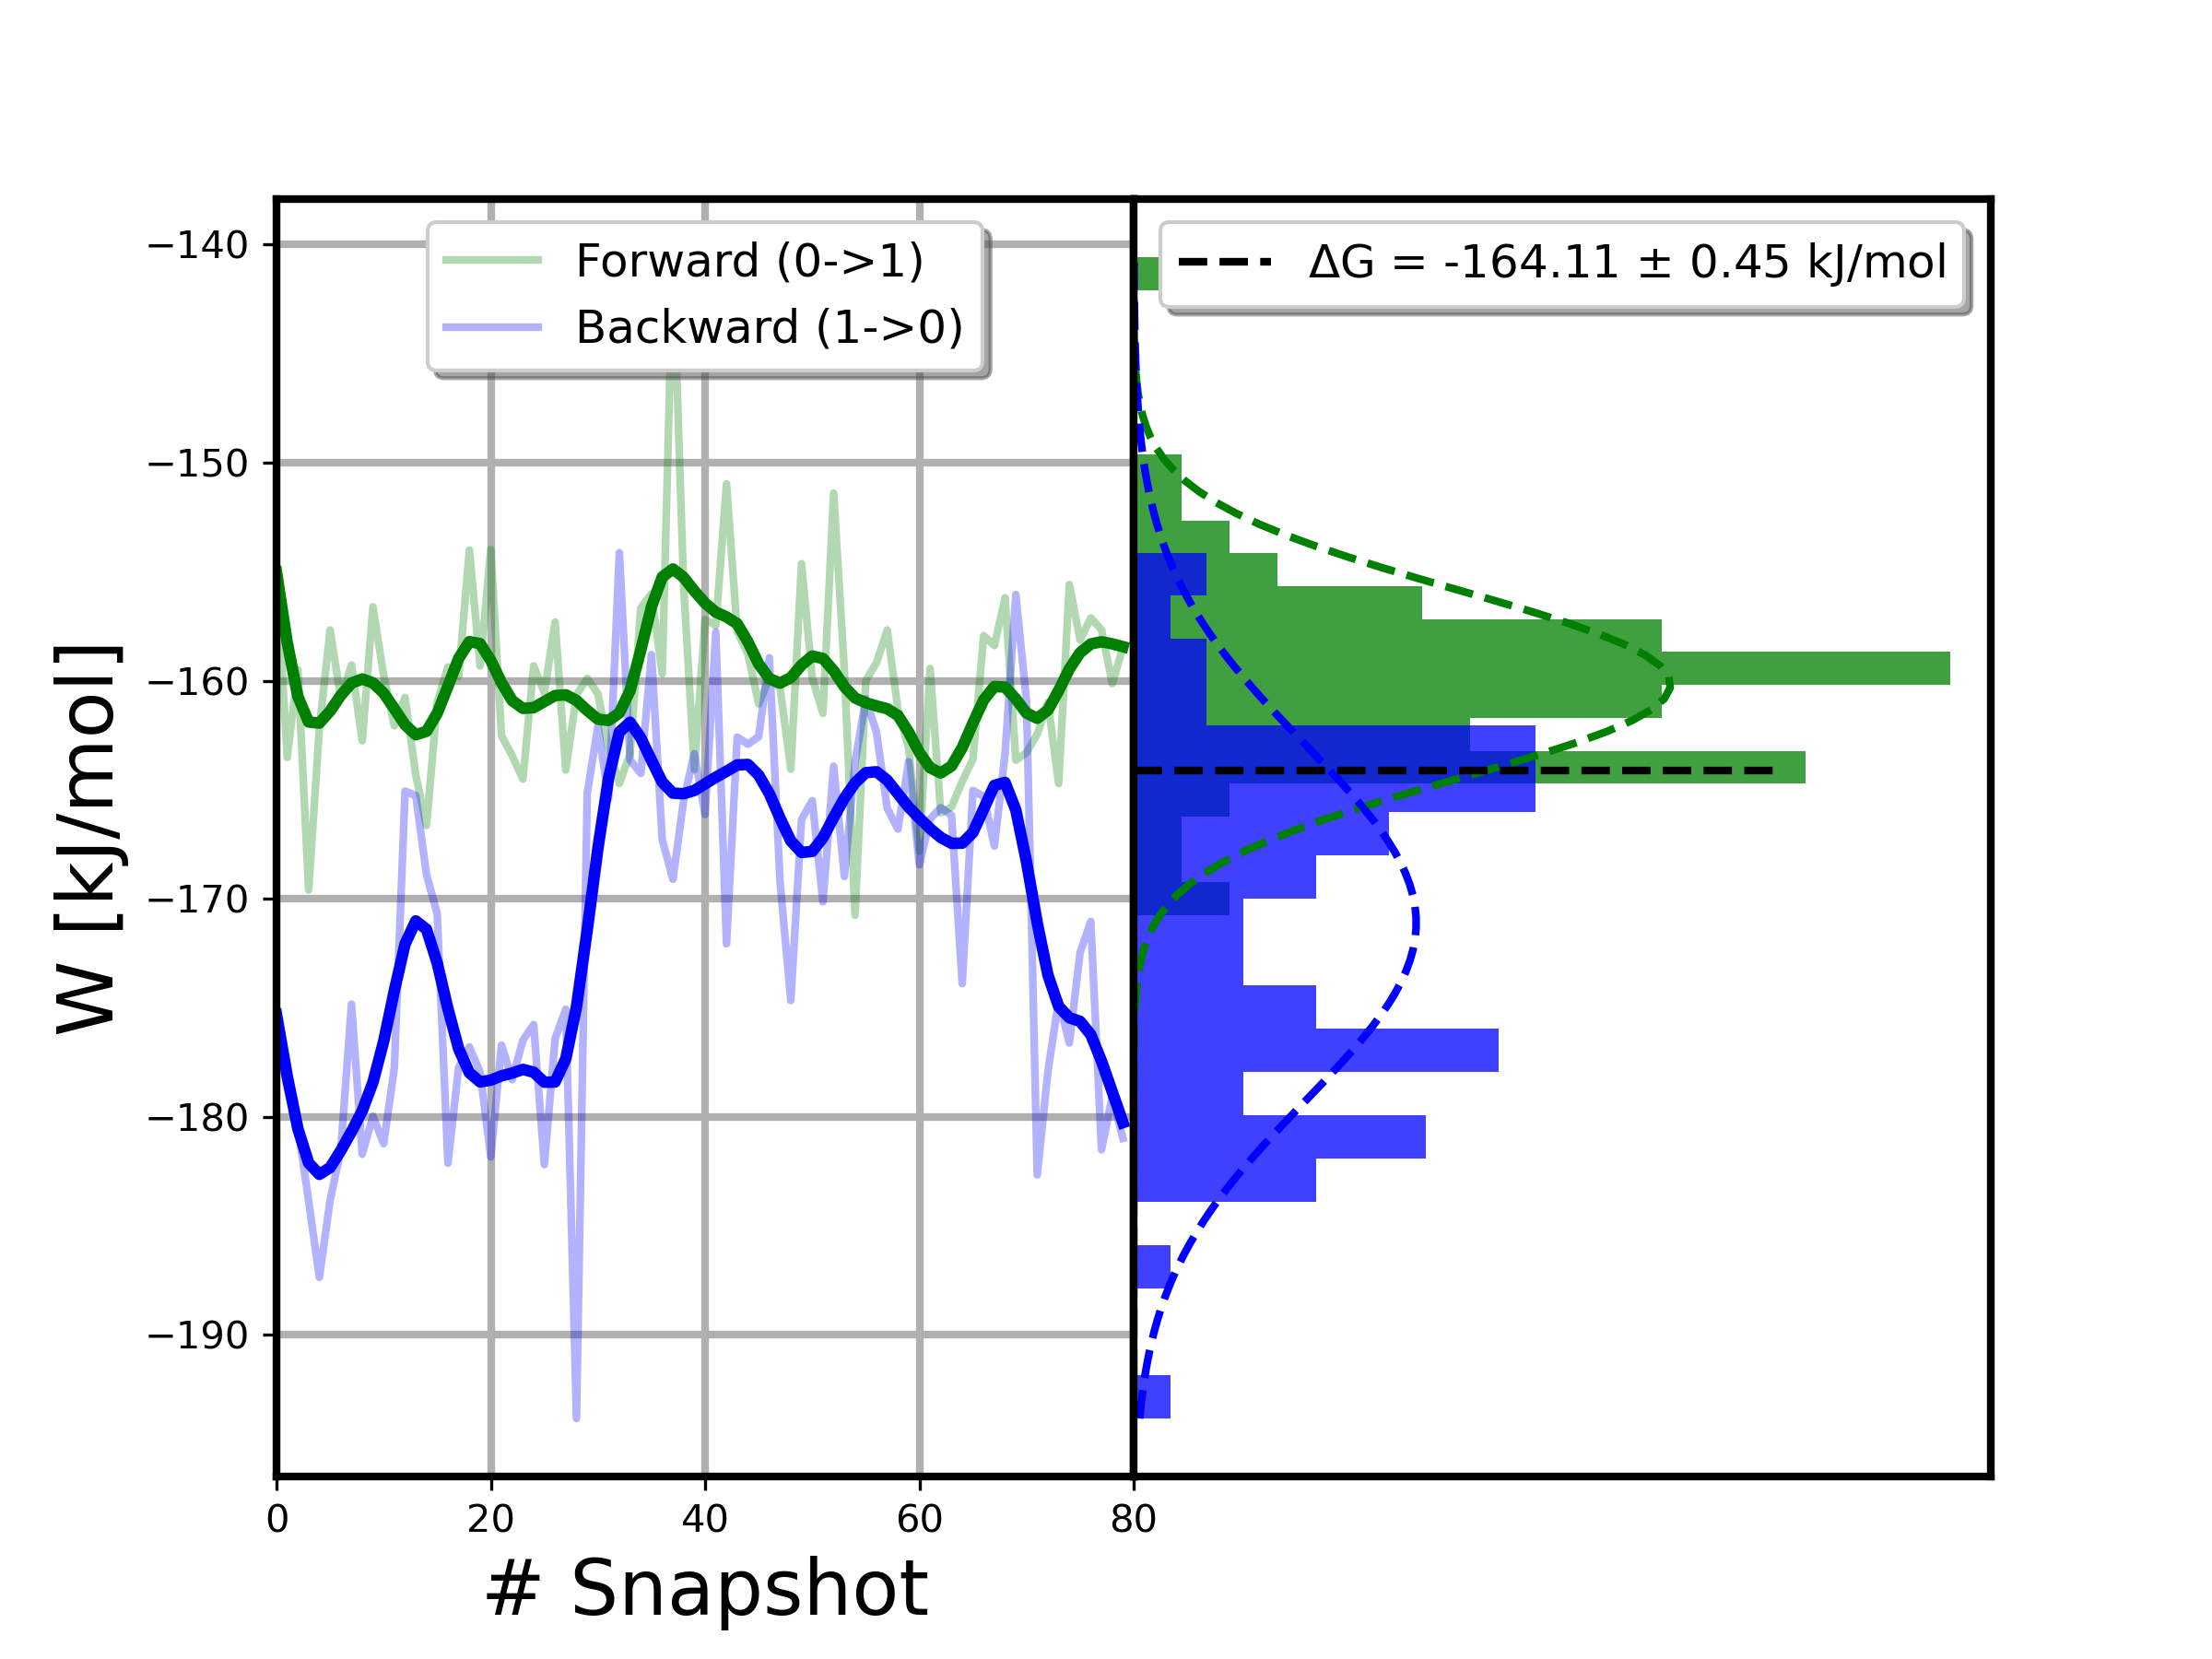 Forward (0->1)
Backward (1->0)
ΔG = -164.11 ± 0.45 kJ/mol
W [kJ/mol]
−140
−150
−160
−170
−180
−190
0 20 40 60 80
# Snapshot